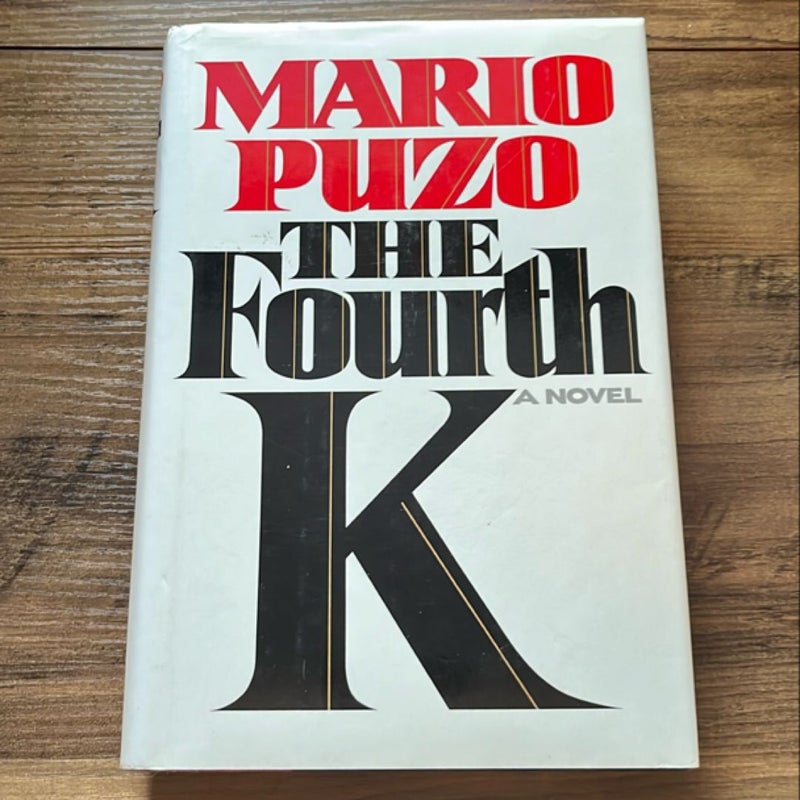 MARIO
PUZO
THE
Fourth
K
A NOVEL